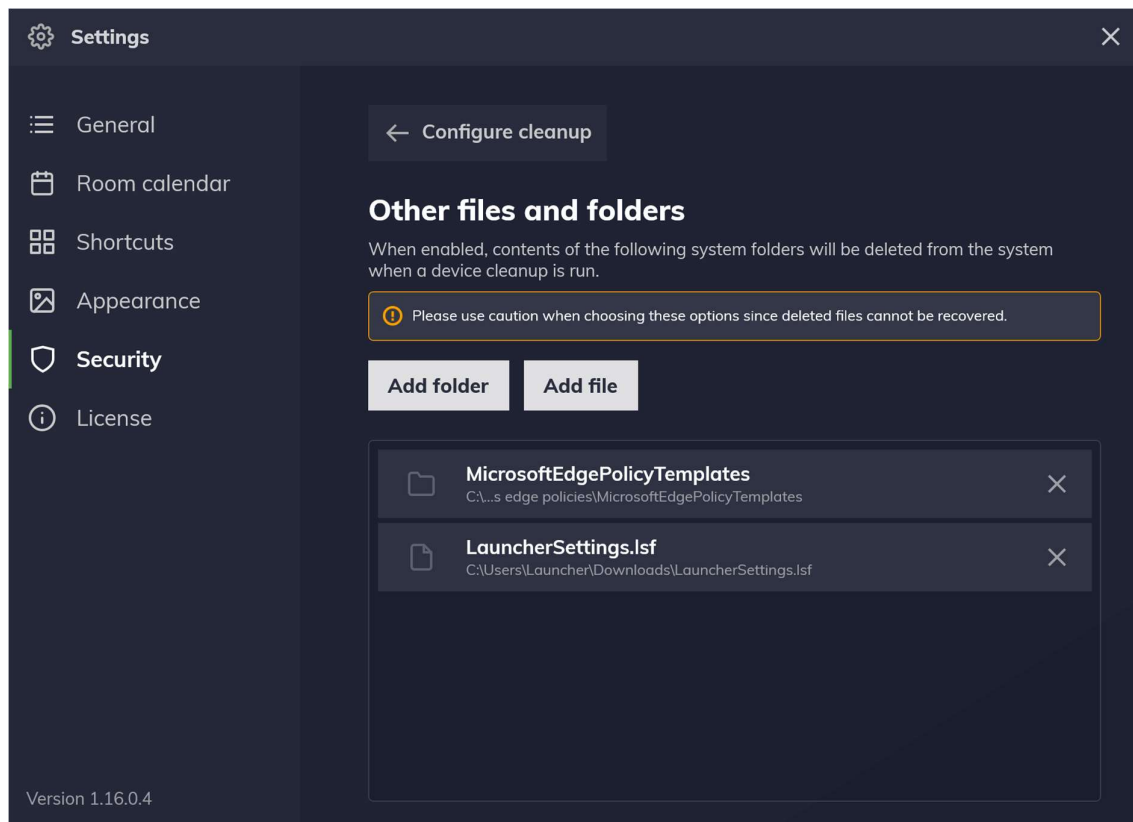 Settings
General
Room calendar
Shortcuts
Appearance
Security
License
Version 1.16.0.4
Configure cleanup
Other files and folders
When enabled, contents of the following system folders will be deleted from the system
when a device cleanup is run.
Please use caution when choosing these options since deleted files cannot be recovered.
Add folder
Add file
MicrosoftEdgePolicyTemplates
C:\...s edge policies\MicrosoftEdgePolicyTemplates
LauncherSettings.lsf
C:\Users\Launcher\Downloads\LauncherSettings.lsf